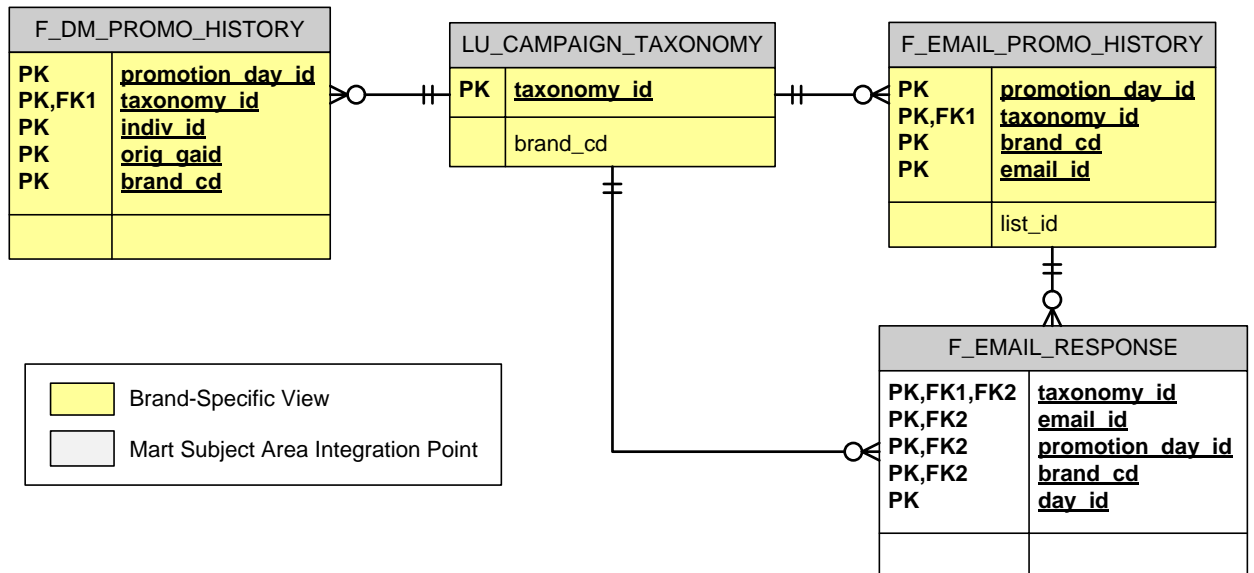 F_DM_PROMO_HISTORY
PK promotion_day_id
PK,FK1 taxonomy_id
PK indiv_id
PK orig_gaid
PK brand_cd
LU_CAMPAIGN_TAXONOMY
PK taxonomy_id
brand_cd
F_EMAIL_PROMO_HISTORY
PK promotion_day_id
PK,FK1 taxonomy_id
PK brand_cd
PK email_id
list_id
F_EMAIL_RESPONSE
PK,FK1,FK2 taxonomy_id
PK,FK2 email_id
PK,FK2 promotion_day_id
PK,FK2 brand_cd
PK day_id
Brand-Specific View
Mart Subject Area Integration Point